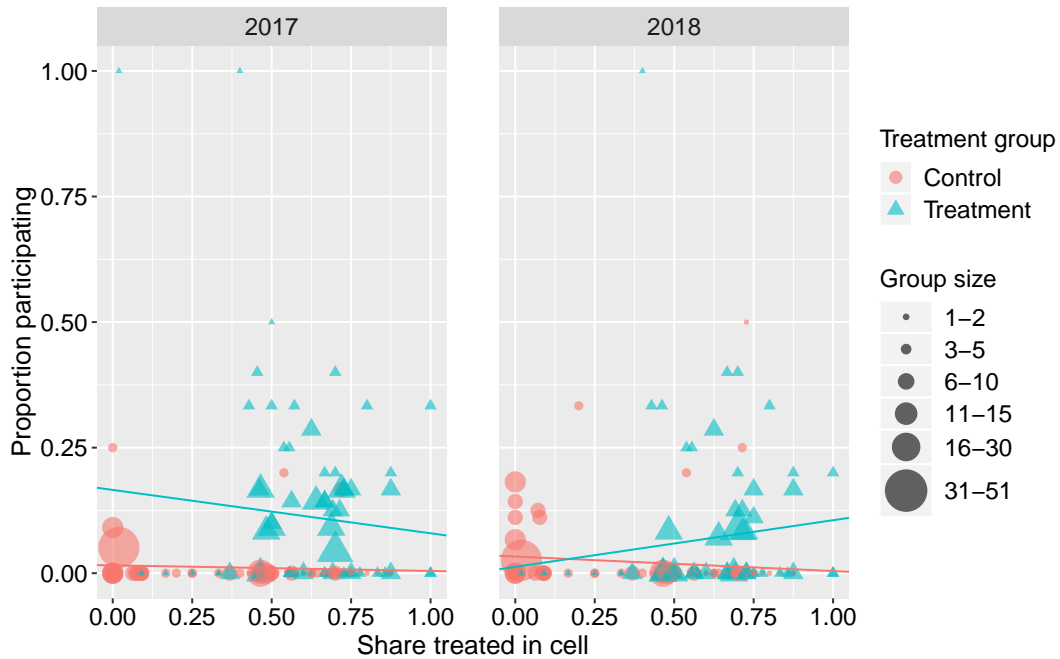 2017
2018
Proportion participating
1.00
0.75
0.50
0.25
0.00
0.00 0.25 0.50 0.75 1.00
0.00 0.25 0.50 0.75 1.00
Share treated in cell
Treatment group
Control
Treatment
Group size
1−2
3−5
6−10
11−15
16−30
31−51